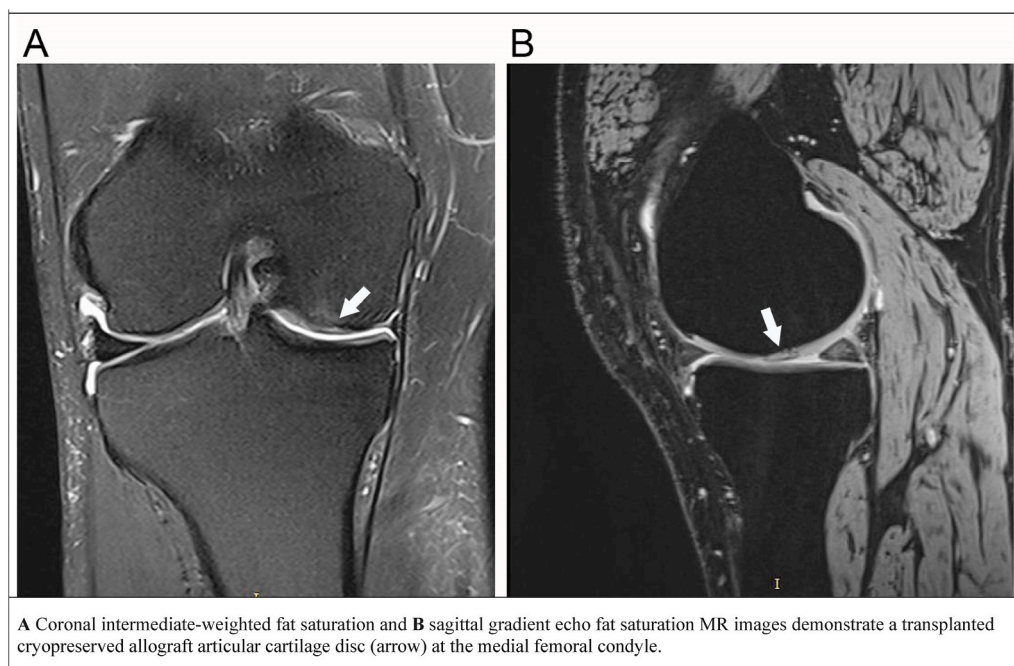 A
B
I
A Coronal intermediate-weighted fat saturation and B sagittal gradient echo fat saturation MR images demonstrate a transplanted
cryopreserved allograft articular cartilage disc (arrow) at the medial femoral condyle.